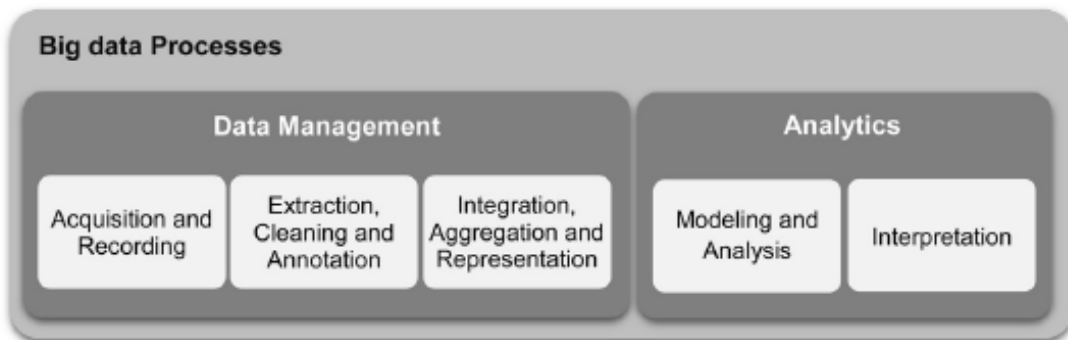 Big data Processes
Data Management
Acquisition and
Recording
Extraction,
Cleaning and
Annotation
Integration,
Aggregation and
Representation
Analytics
Modeling and
Analysis
Interpretation